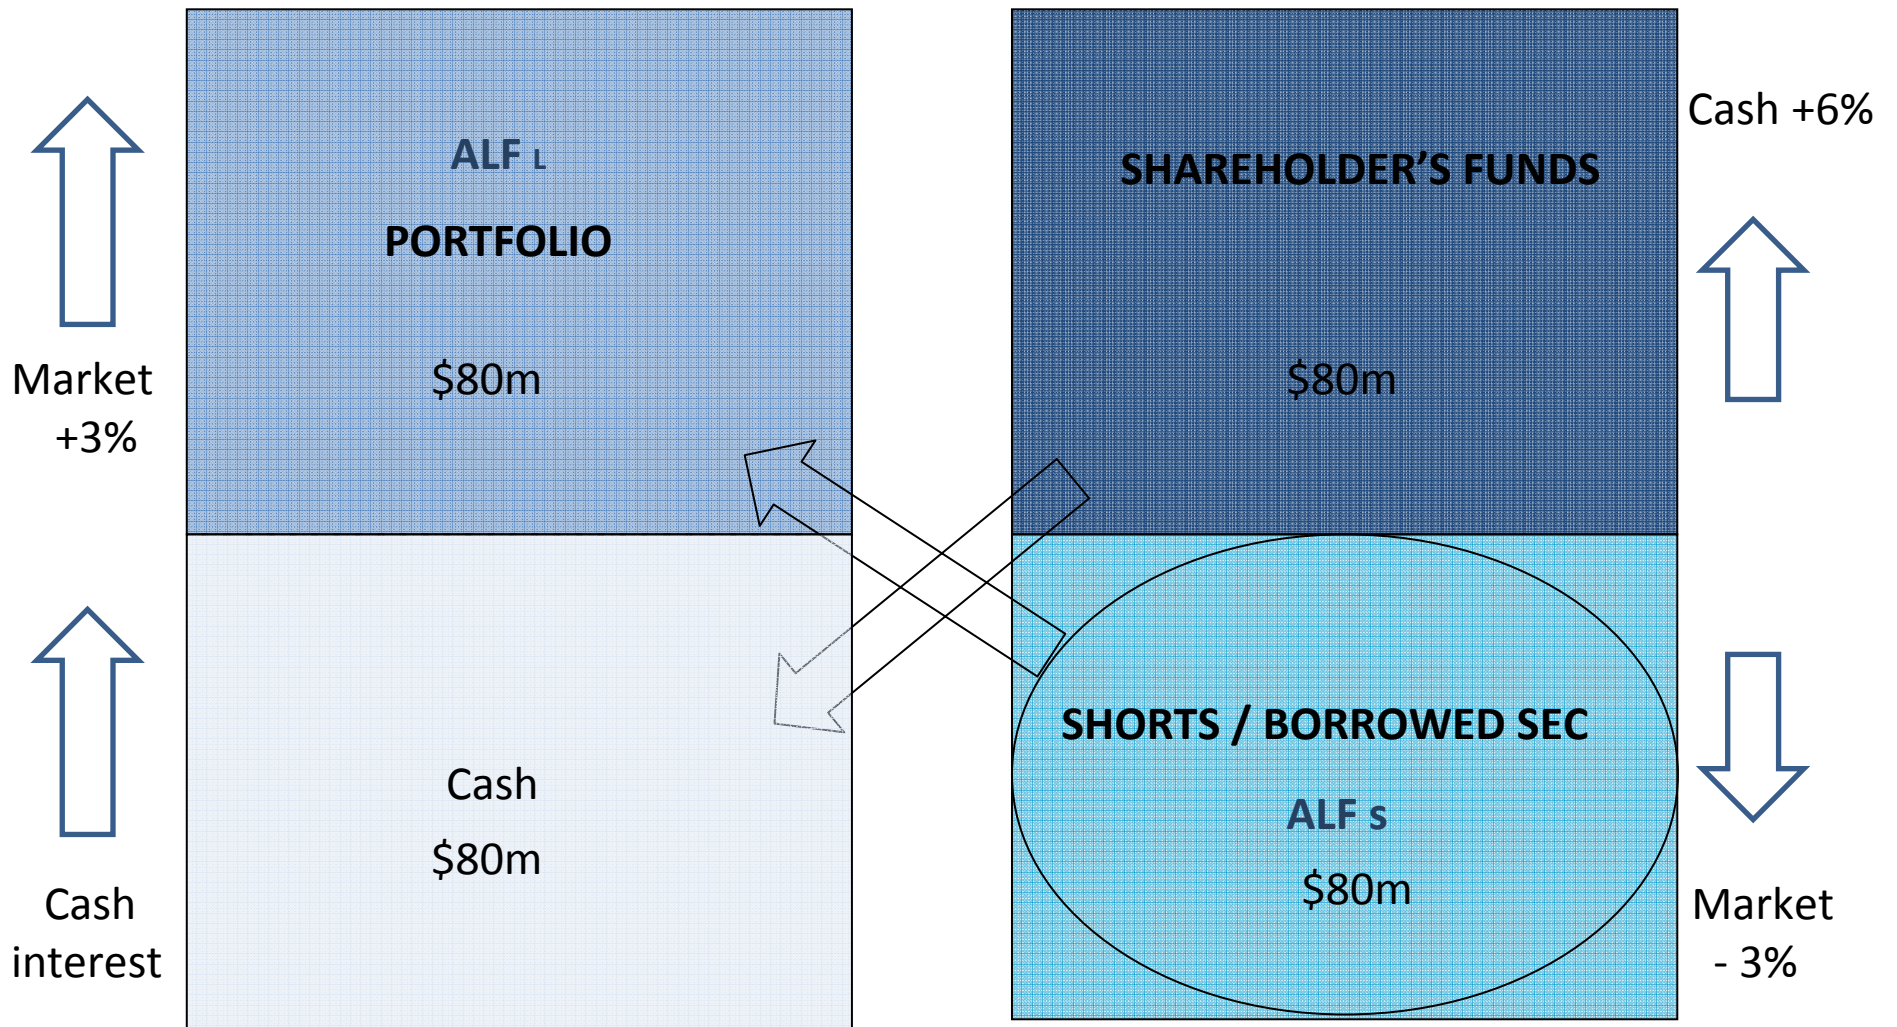 ALF L
PORTFOLIO
$80m
Market
+3%
SHAREHOLDER’S FUNDS
$80m
Cash +6%
Cash
$80m
Cash
interest
SHORTS / BORROWED SEC
ALF s
$80m
Market
- 3%